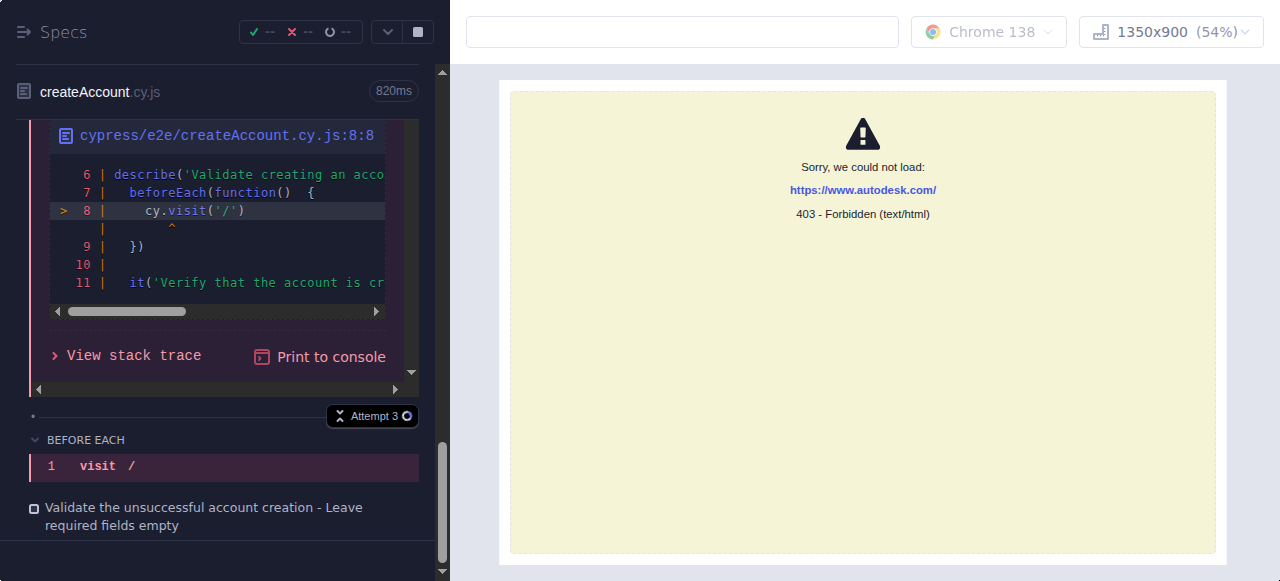 Specs
-- -- --
createAccount.cy.js
820ms
cypress/e2e/createAccount.cy.js:8:8
6 | describe('Validate creating an acco
7 |   beforeEach(function()  {
> 8 |     cy.visit('/')
|        ^
9 |   })
10 |
11 |   it('Verify that the account is cr
View stack trace
Print to console
Attempt 3
BEFORE EACH
1 visit /
Validate the unsuccessful account creation - Leave
required fields empty
Chrome 138
1350x900 (54%)
Sorry, we could not load:
https://www.autodesk.com/
403 - Forbidden (text/html)